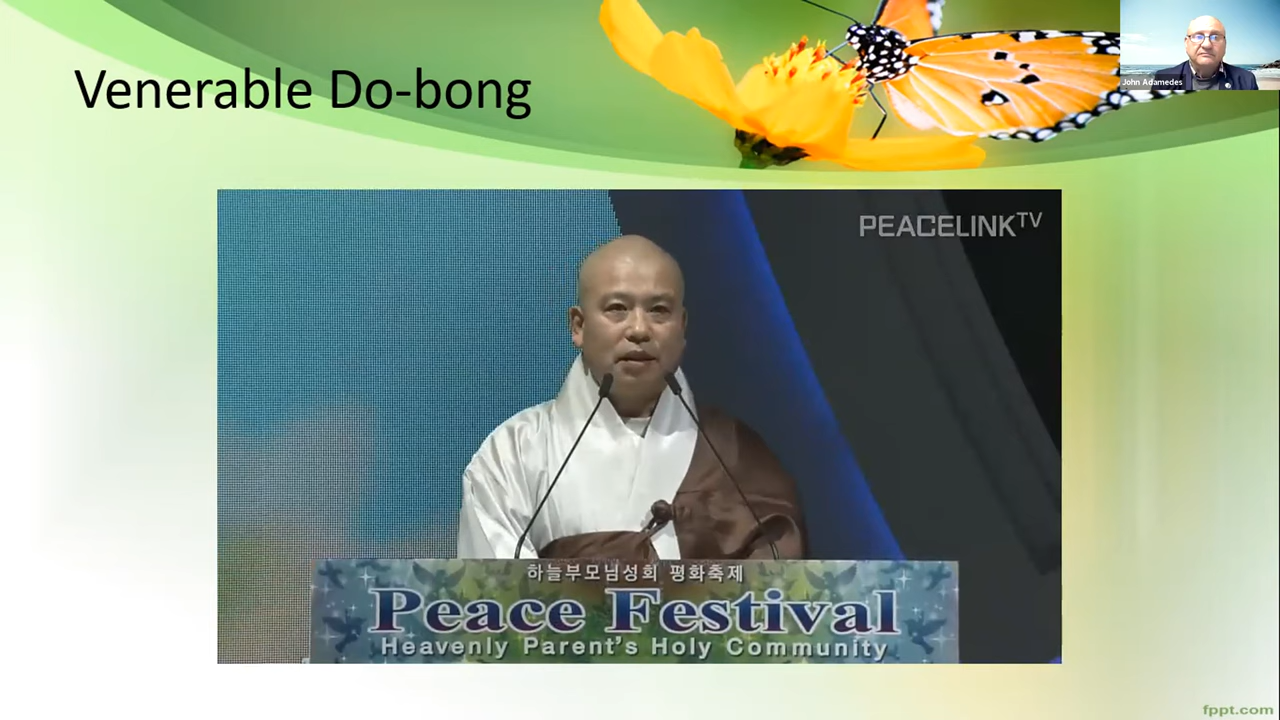 Venerable Do-bong
John Adamedes
PEACELINKTV
하늘부모님성회 평화축제
Peace Festival
Heavenly Parent's Holy Community
fppt.com